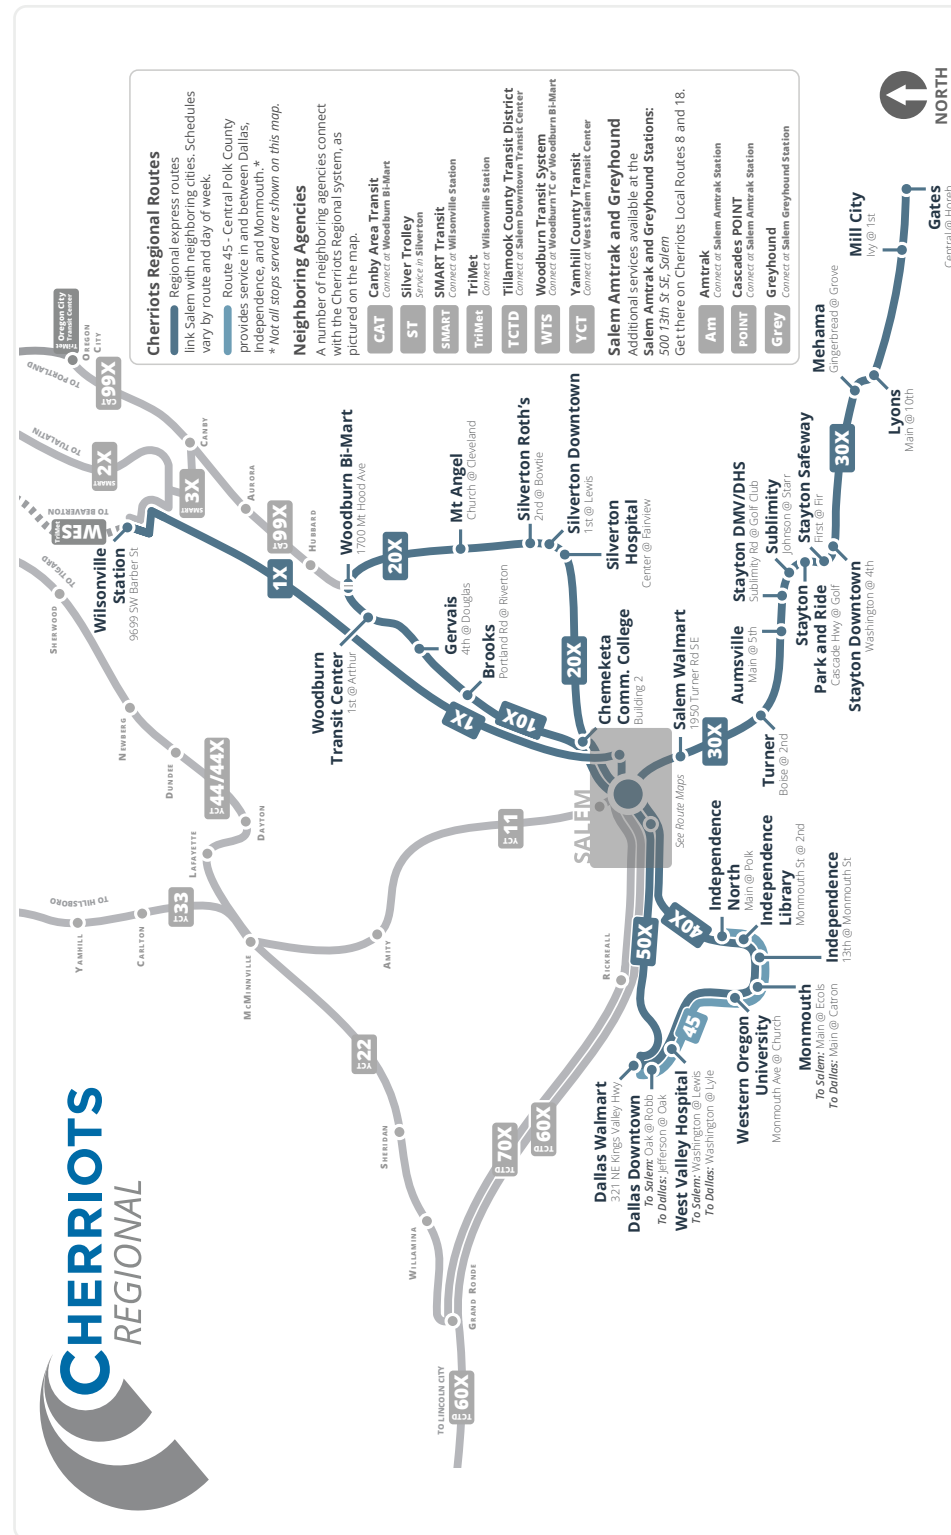 CHERRIOTS
REGIONAL
Cherriots Regional Routes
Regional express routes
link Salem with neighboring cities. Schedules
vary by route and day of week.
Route 45 - Central Polk County
provides service in and between Dallas,
Independence, and Monmouth.*
* Not all stops served are shown on this map.
Neighboring Agencies
A number of neighboring agencies connect
with the Cherriots Regional system, as
pictured on the map.
CAT
Canby Area Transit
Connect at Woodburn Bi-Mart
ST
Silver Trolley
Service in Silverton
SMART
SMART Transit
Connect at Wilsonville Station
TriMet
TriMet
Connect at Wilsonville Station
TCTD
Tillamook County Transit District
Connect at Salem Downtown Transit Center
WTS
Woodburn Transit System
Connect at Woodburn TC or Woodburn Bi-Mart
YCT
Yamhill County Transit
Connect at West Salem Transit Center
Salem Amtrak and Greyhound
Additional services available at the
Salem Amtrak and Greyhound Stations:
500 13th St SE, Salem
Get there on Cherriots Local Routes 8 and 18.
Am
Amtrak
Connect at Salem Amtrak Station
POINT
Cascades POINT
Connect at Salem Amtrak Station
Grey
Greyhound
Connect at Salem Greyhound Station
NORTH
TO HILLSBORO
YAMHILL
CARLTON
YCT 33
MCMINNVILLE
LAFAYETTE
DAYTON
YCT 44/44X
DUNDEE
NEWBERG
SHERWOOD
TO TIGARD
TriMet WES
TO BEAVERTON
Wilsonville
Station
9699 SW Barber St
SMART 2X
TO TUALATIN
SMART 3X
TriMet
Oregon City
Transit Center
OREGON
CITY
TO PORTLAND
CAT 99X
CANBY
AURORA
CAT 99X
HUBBARD
1X
Woodburn Bi-Mart
1700 Mt Hood Ave
Woodburn
Transit Center
1st @ Arthur
20X
Mt Angel
Church @ Cleveland
Silverton Roth's
2nd @ Bowtie
Silverton Downtown
1st @ Lewis
Silverton
Hospital
Center @ Fairview
20X
Gervais
4th @ Douglas
Brooks
Portland Rd @ Riverton
1X
10X
Chemeketa
Comm. College
Building 2
SALEM
See Route Maps
Salem Walmart
1950 Turner Rd SE
30X
Turner
Boise @ 2nd
Aumsville
Main @ 5th
Stayton DMV/DHS
Sublimity Rd @ Golf Club
Sublimity
Johnson @ Starr
Stayton Safeway
First @ Fir
Stayton
Park and Ride
Cascade Hwy @ Golf
Stayton Downtown
Washington @ 4th
30X
Mehama
Gingerbread @ Grove
Lyons
Main @ 10th
Mill City
Ivy @ 1st
Gates
YCT 11
AMITY
YCT 22
SHERIDAN
WILLAMINA
GRAND RONDE
TO LINCOLN CITY
TCTD 60X
TCTD 70X
TCTD 60X
RICKREALL
50X
40X
45
Dallas Walmart
321 NE Kings Valley Hwy
Dallas Downtown
To Salem: Oak @ Robb
To Dallas: Jefferson @ Oak
West Valley Hospital
To Salem: Washington @ Lewis
To Dallas: Washington @ Lyle
Western Oregon
University
Monmouth Ave @ Church
Monmouth
To Salem: Main @ Ecols
To Dallas: Main @ Catron
Independence
13th @ Monmouth St
Independence
Library
Monmouth St @ 2nd
Independence
North
Main @ Polk